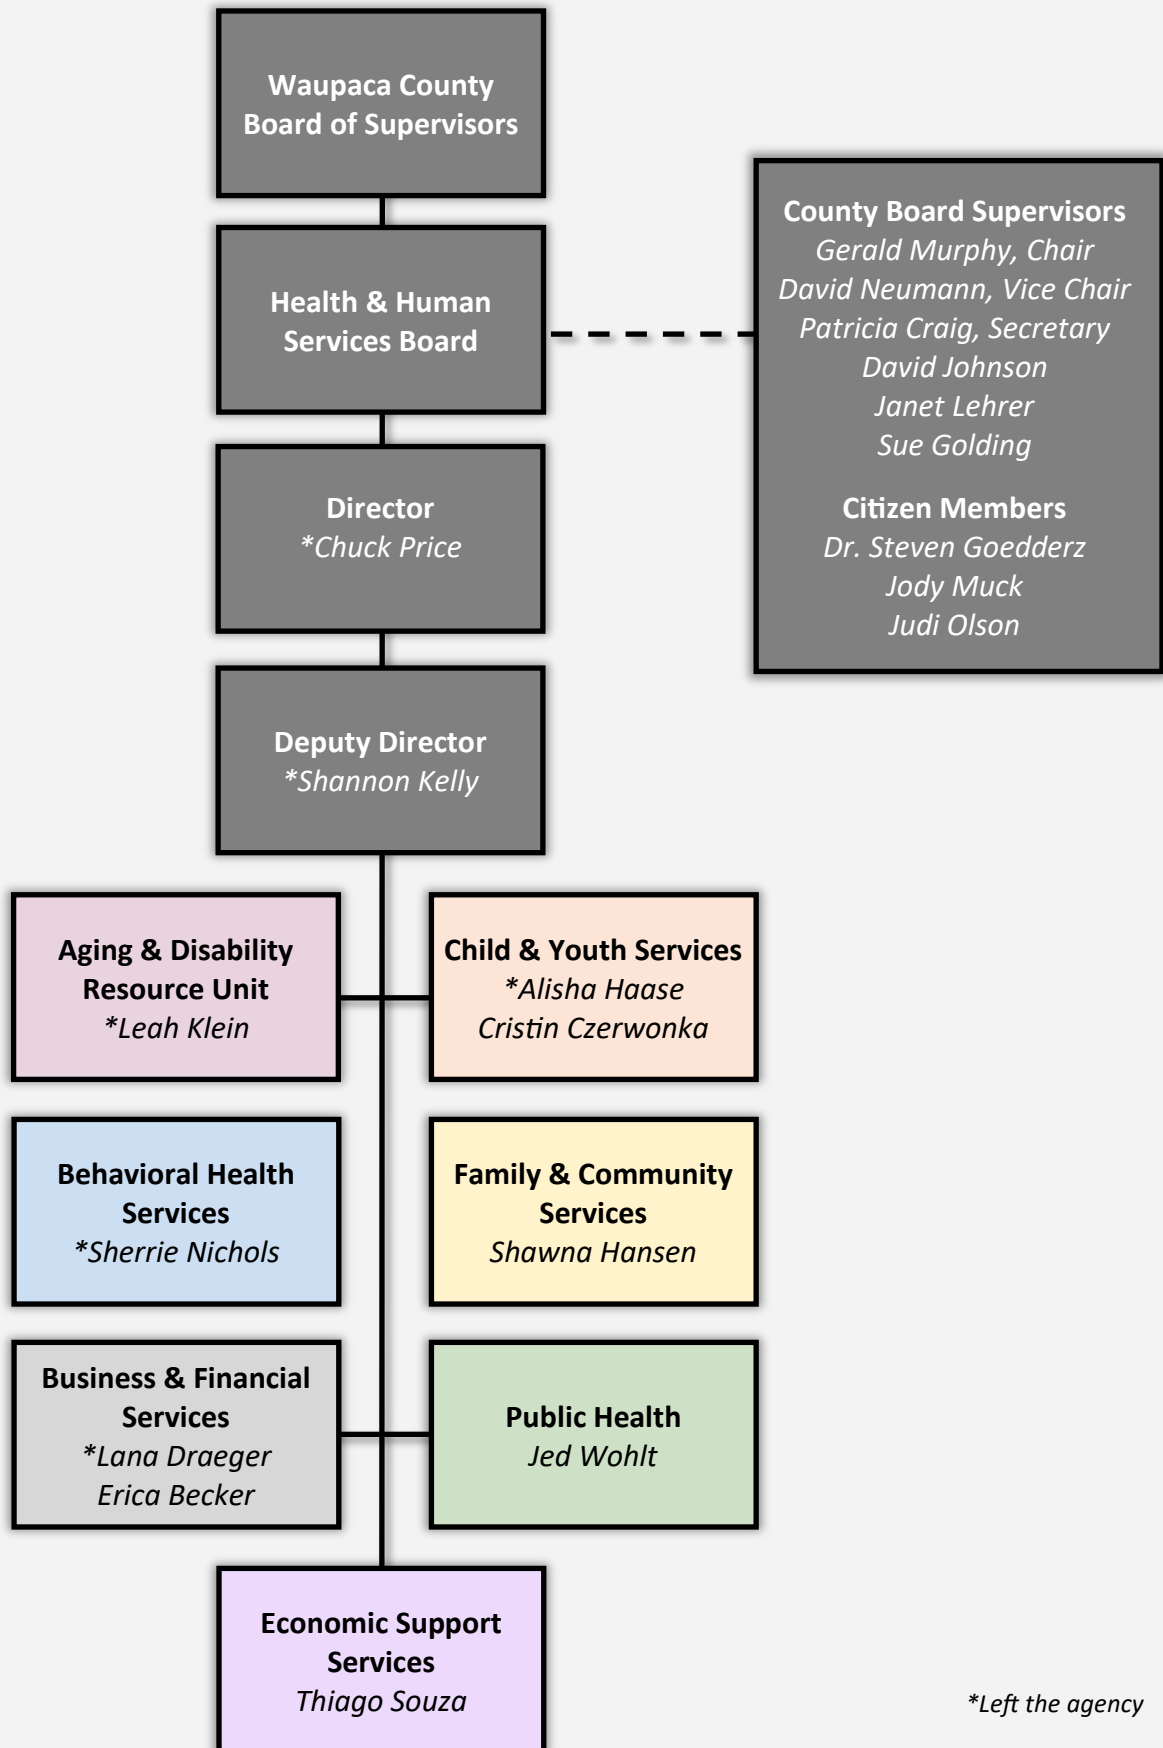 Waupaca County
Board of Supervisors
Health & Human
Services Board
County Board Supervisors
Gerald Murphy, Chair
David Neumann, Vice Chair
Patricia Craig, Secretary
David Johnson
Janet Lehrer
Sue Golding
Citizen Members
Dr. Steven Goedderz
Jody Muck
Judi Olson
Director
*Chuck Price
Deputy Director
*Shannon Kelly
Aging & Disability
Resource Unit
*Leah Klein
Child & Youth Services
*Alisha Haase
Cristin Czerwonka
Behavioral Health
Services
*Sherrie Nichols
Family & Community
Services
Shawna Hansen
Business & Financial
Services
*Lana Draeger
Erica Becker
Public Health
Jed Wohlt
Economic Support
Services
Thiago Souza
*Left the agency